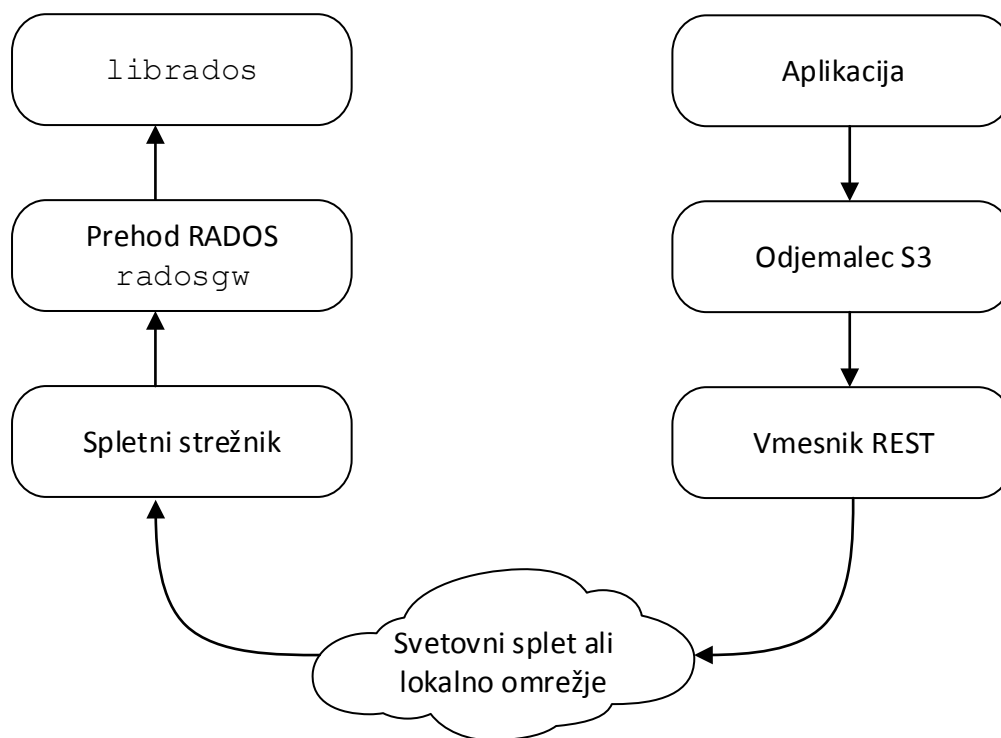 librados
Aplikacija
Prehod RADOS
radosgw
Odjemalec S3
Spletni strežnik
Vmesnik REST
Svetovni splet ali
lokalno omrežje